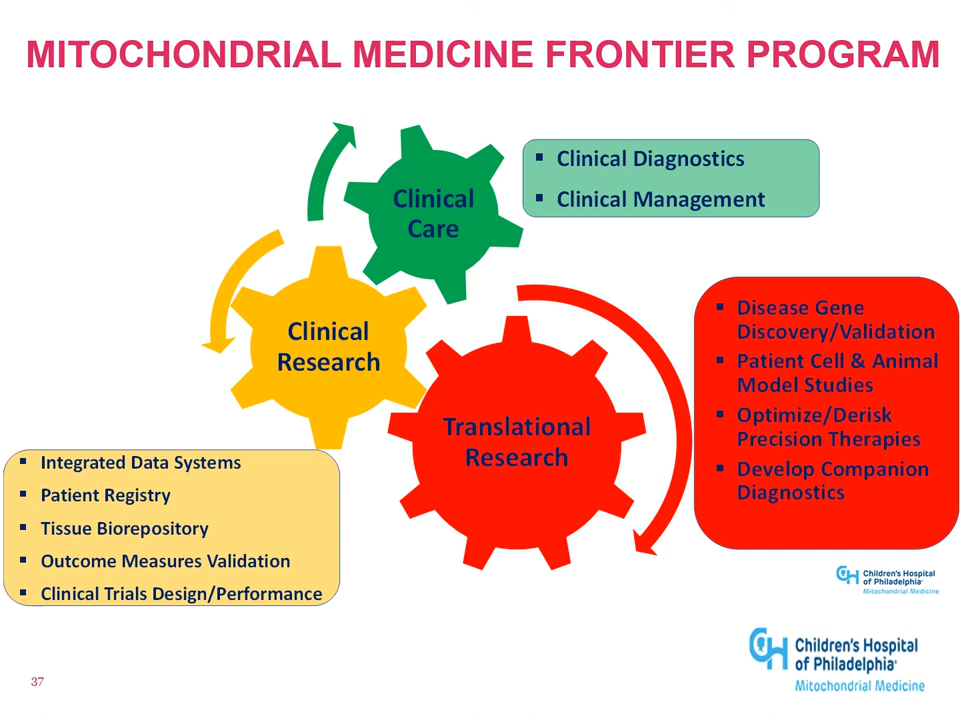 MITOCHONDRIAL MEDICINE FRONTIER PROGRAM
Clinical
Care
▪ Clinical Diagnostics
▪ Clinical Management
Clinical
Research
▪ Integrated Data Systems
▪ Patient Registry
▪ Tissue Biorepository
▪ Outcome Measures Validation
▪ Clinical Trials Design/Performance
Translational
Research
▪ Disease Gene
Discovery/Validation
▪ Patient Cell & Animal
Model Studies
▪ Optimize/Derisk
Precision Therapies
▪ Develop Companion
Diagnostics
CH Children's Hospital
of Philadelphia
Mitochondrial Medicine
CH Children's Hospital
of Philadelphia
Mitochondrial Medicine
37